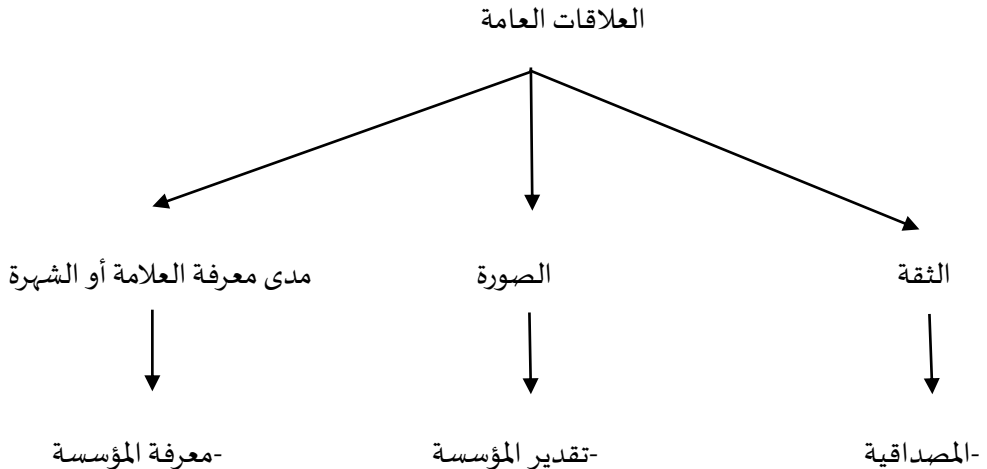 العلاقات العامة
الثقة
الصورة
مدى معرفة العلامة أو الشهرة
-المصداقية
-تقدير المؤسسة
-معرفة المؤسسة